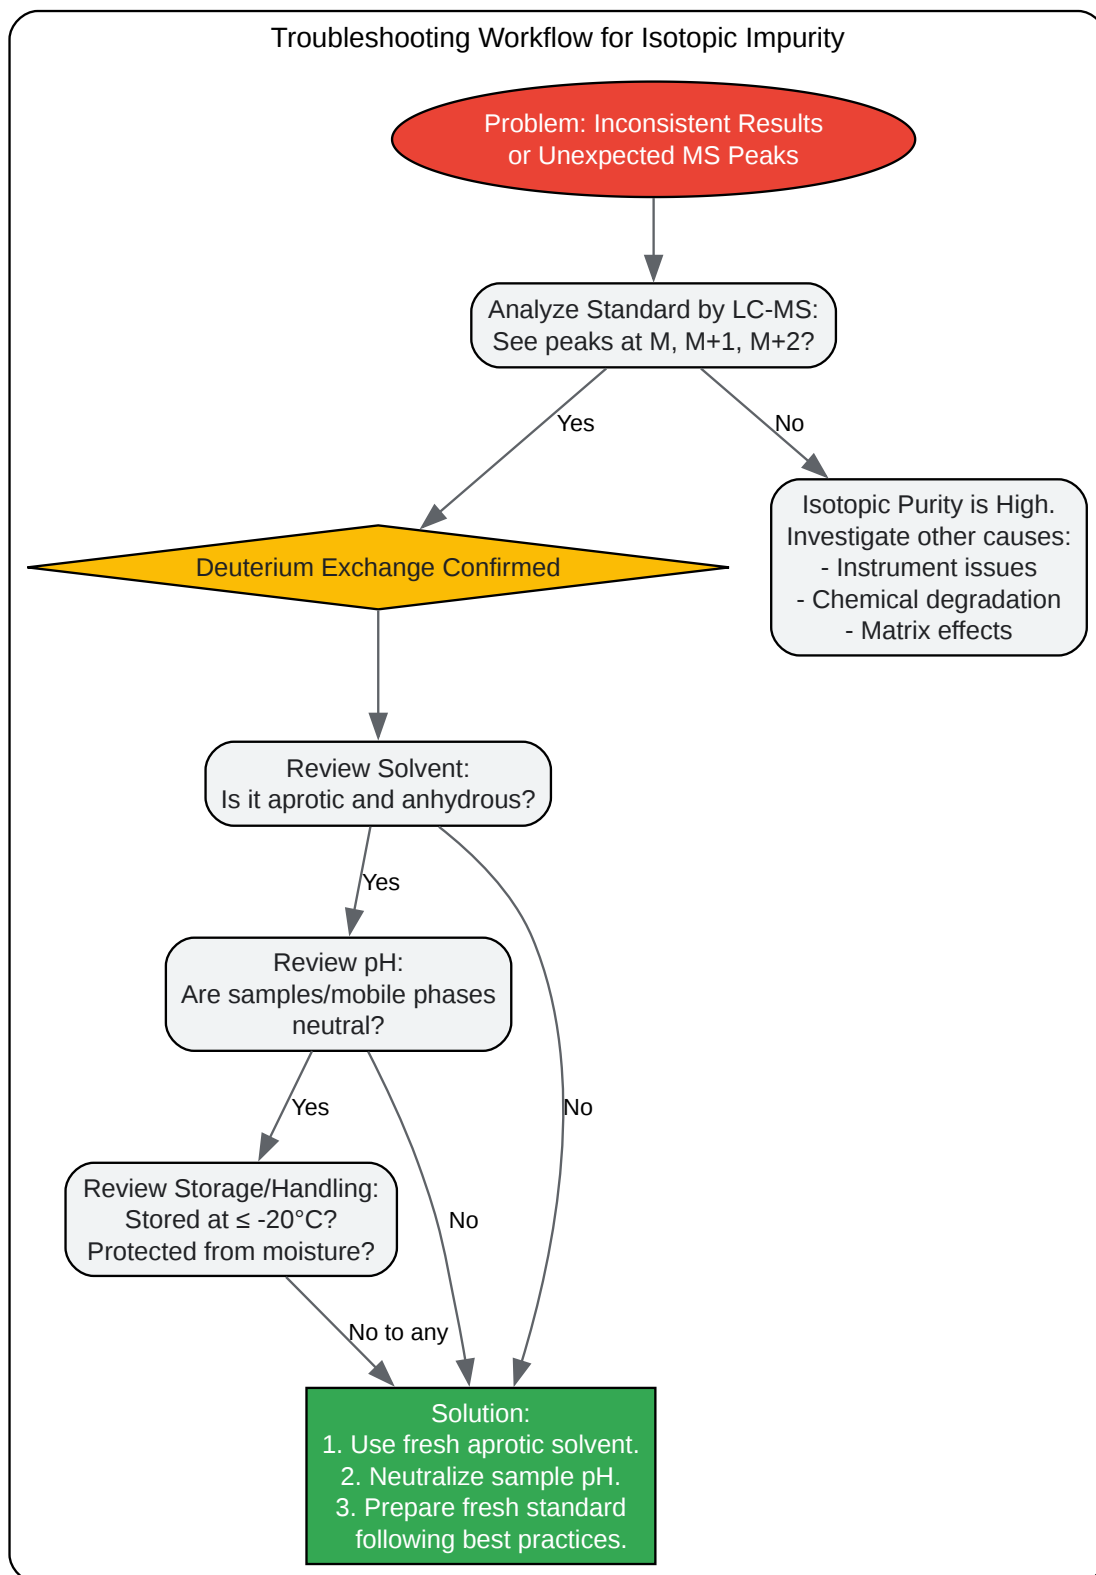 Troubleshooting Workflow for Isotopic Impurity
Problem: Inconsistent Results
or Unexpected MS Peaks
Analyze Standard by LC-MS:
See peaks at M, M+1, M+2?
Yes
No
Isotopic Purity is High.
Investigate other causes:
- Instrument issues
- Chemical degradation
- Matrix effects
Deuterium Exchange Confirmed
Review Solvent:
Is it aprotic and anhydrous?
Yes
No
Review pH:
Are samples/mobile phases
neutral?
Yes
No
Review Storage/Handling:
Stored at ≤ -20°C?
Protected from moisture?
No to any
Solution:
1. Use fresh aprotic solvent.
2. Neutralize sample pH.
3. Prepare fresh standard
following best practices.